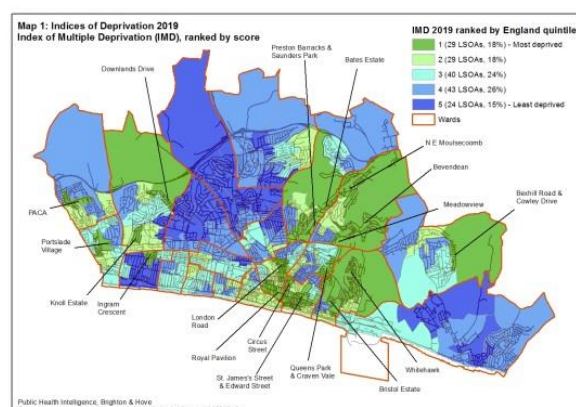 Map 1: Indices of Deprivation 2019
Index of Multiple Deprivation (IMD), ranked by score
IMD 2019 ranked by England quintile
1 (29 LSOAs, 18%) - Most deprived
2 (29 LSOAs, 18%)
3 (40 LSOAs, 24%)
4 (43 LSOAs, 26%)
5 (24 LSOAs, 15%) - Least deprived
Wards
Preston Barracks &
Saunders Park
Downlands Drive
Bates Estate
N E Moulsecoomb
Bevendean
Meadowview
Bexhill Road &
Cowley Drive
PACA
Portslade
Village
Knoll Estate
Ingram
Crescent
London
Road
Circus
Street
Royal Pavilion
St. James's Street
& Edward Street
Queens Park
& Craven Vale
Whitehawk
Bristol Estate
Public Health Intelligence, Brighton & Hove